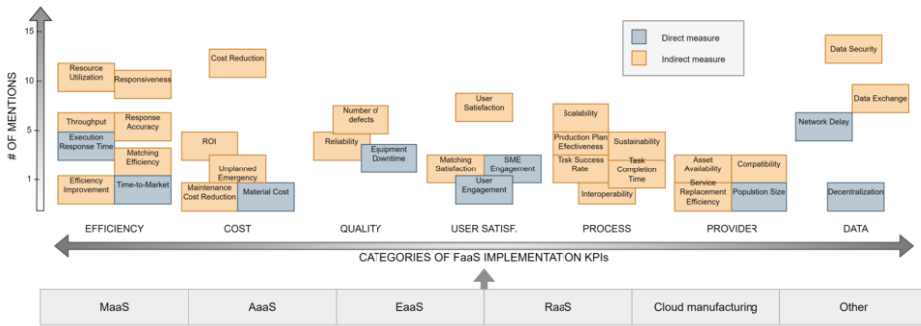 # OF MENTIONS
15
10
5
1
Direct measure
Indirect measure
Resource
Utilization
Responsiveness
Throughput
Response
Accuracy
Execution
Response Time
Matching
Efficiency
Efficiency
Improvement
Time-to-Market
Cost Reduction
ROI
Unplanned
Emergency
Maintenance
Cost Reduction
Material Cost
Number of
defects
Reliability
Equipment
Downtime
User
Satisfaction
Matching
Satisfaction
SME
Engagement
User
Engagement
Scalability
Production Plan
Efectiveness
Sustainability
Task Success
Rate
Task
Completion
Time
Interoperability
Asset
Availability
Compatibility
Service
Replacement
Efficiency
Population Size
Data Security
Data Exchange
Network Delay
Decentralization
EFFICIENCY
COST
QUALITY
USER SATISF.
PROCESS
PROVIDER
DATA
CATEGORIES OF FaaS IMPLEMENTATION KPIs
MaaS
AaaS
EaaS
RaaS
Cloud manufacturing
Other